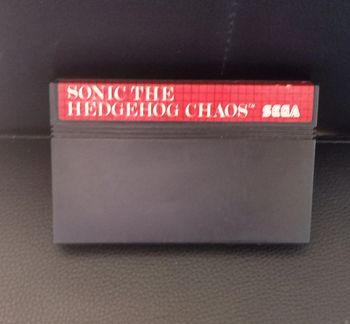 SONIC THE
HEDGEHOG CHAOS™ SEGA